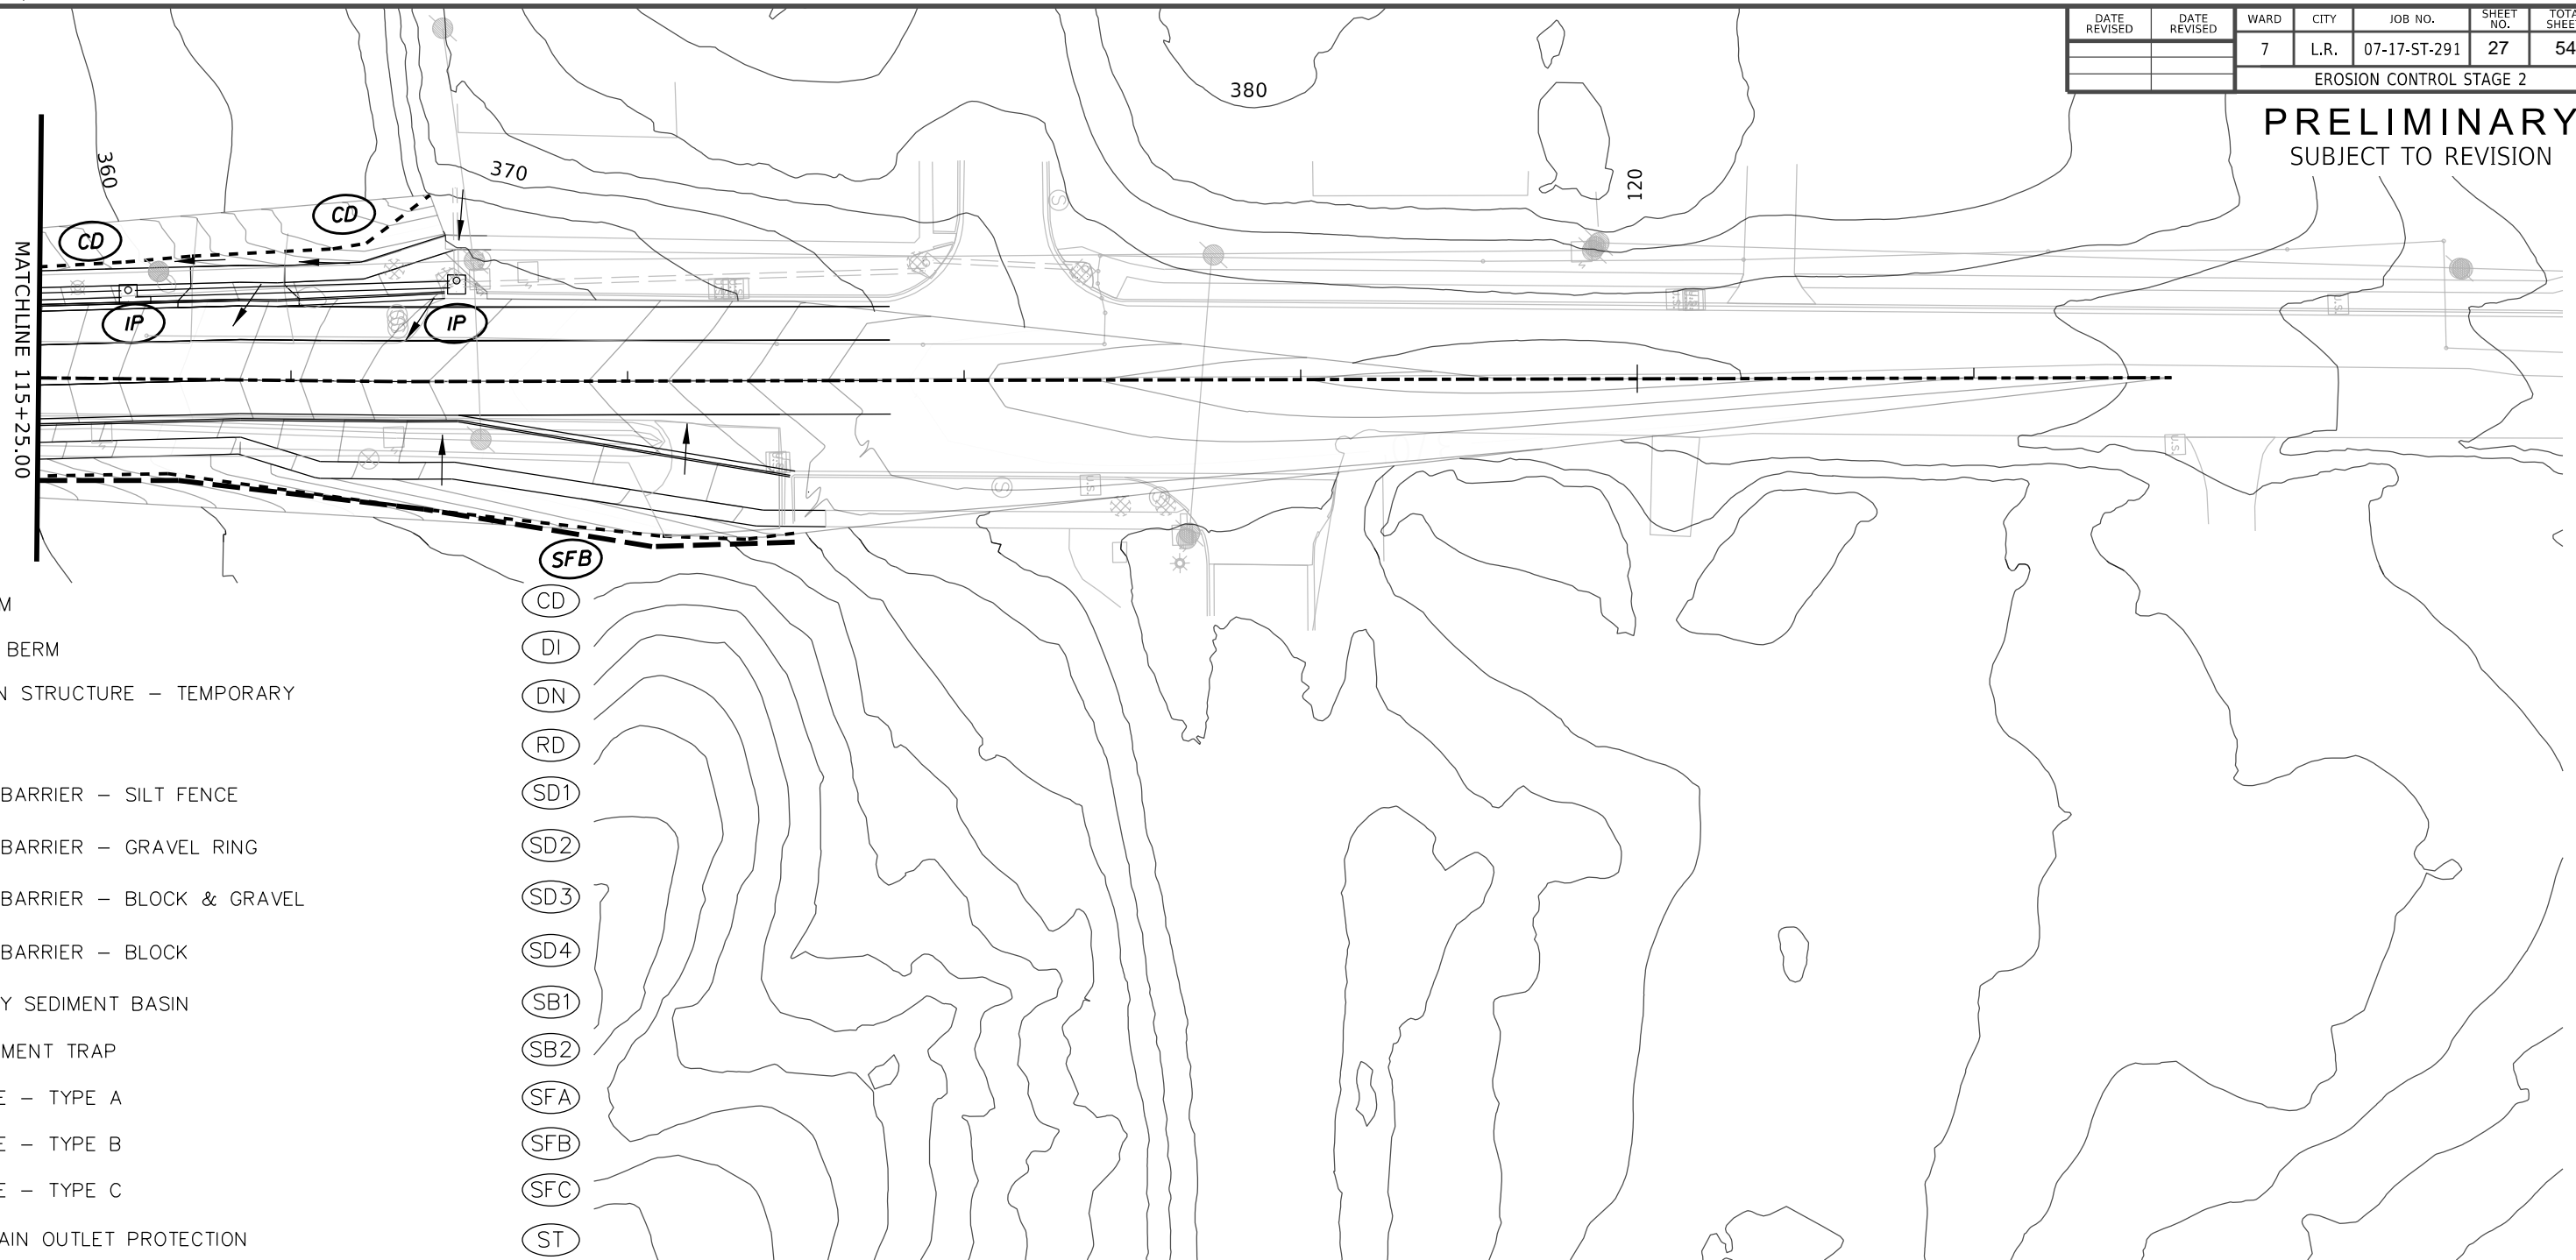 DATE REVISED
DATE REVISED
WARD
CITY
JOB NO.
SHEET NO.
7
L.R.
07-17-ST-291
27
54
EROSION CONTROL STAGE 2
PRELIMINARY
SUBJECT TO REVISION
380
360
370
120
CD
CD
IP
IP
MATCHLINE 115+25.00
SFB
M CD
BERM DI
N STRUCTURE – TEMPORARY DN
RD
BARRIER – SILT FENCE SD1
BARRIER – GRAVEL RING SD2
BARRIER – BLOCK & GRAVEL SD3
BARRIER – BLOCK SD4
Y SEDIMENT BASIN SB1
MENT TRAP SB2
E – TYPE A SFA
E – TYPE B SFB
E – TYPE C SFC
AIN OUTLET PROTECTION ST